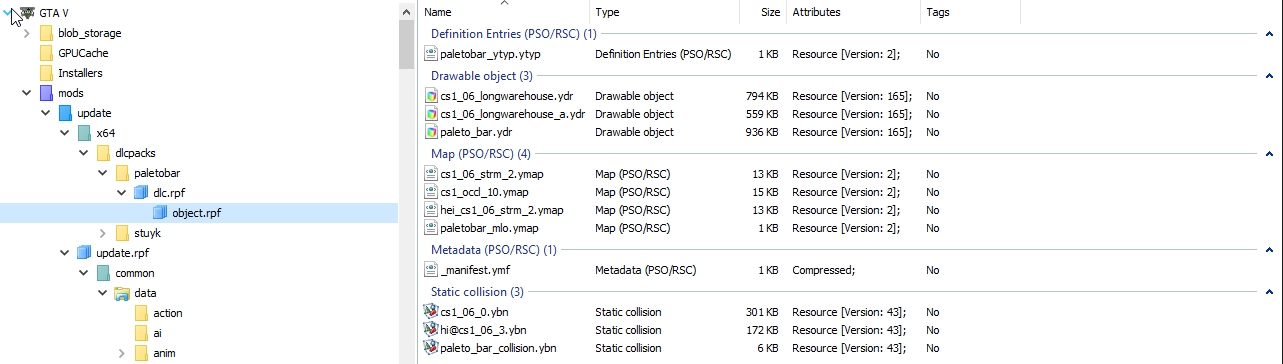 GTA V
blob_storage
GPUCache
Installers
mods
update
x64
dlcpacks
paletobar
dlc.rpf
object.rpf
stuyk
update.rpf
common
data
action
ai
anim
Name Type Size Attributes Tags
Definition Entries (PSO/RSC) (1)
paletobar_ytyp.ytyp Definition Entries (PSO/RSC) 1 KB Resource [Version: 2]; No
Drawable object (3)
cs1_06_longwarehouse.ydr Drawable object 794 KB Resource [Version: 165]; No
cs1_06_longwarehouse_a.ydr Drawable object 559 KB Resource [Version: 165]; No
paleto_bar.ydr Drawable object 936 KB Resource [Version: 165]; No
Map (PSO/RSC) (4)
cs1_06_strm_2.ymap Map (PSO/RSC) 13 KB Resource [Version: 2]; No
cs1_occl_10.ymap Map (PSO/RSC) 15 KB Resource [Version: 2]; No
hei_cs1_06_strm_2.ymap Map (PSO/RSC) 13 KB Resource [Version: 2]; No
paletobar_mlo.ymap Map (PSO/RSC) 1 KB Resource [Version: 2]; No
Metadata (PSO/RSC) (1)
_manifest.ymf Metadata (PSO/RSC) 1 KB Compressed; No
Static collision (3)
cs1_06_0.ybn Static collision 301 KB Resource [Version: 43]; No
hi@cs1_06_3.ybn Static collision 172 KB Resource [Version: 43]; No
paleto_bar_collision.ybn Static collision 6 KB Resource [Version: 43]; No